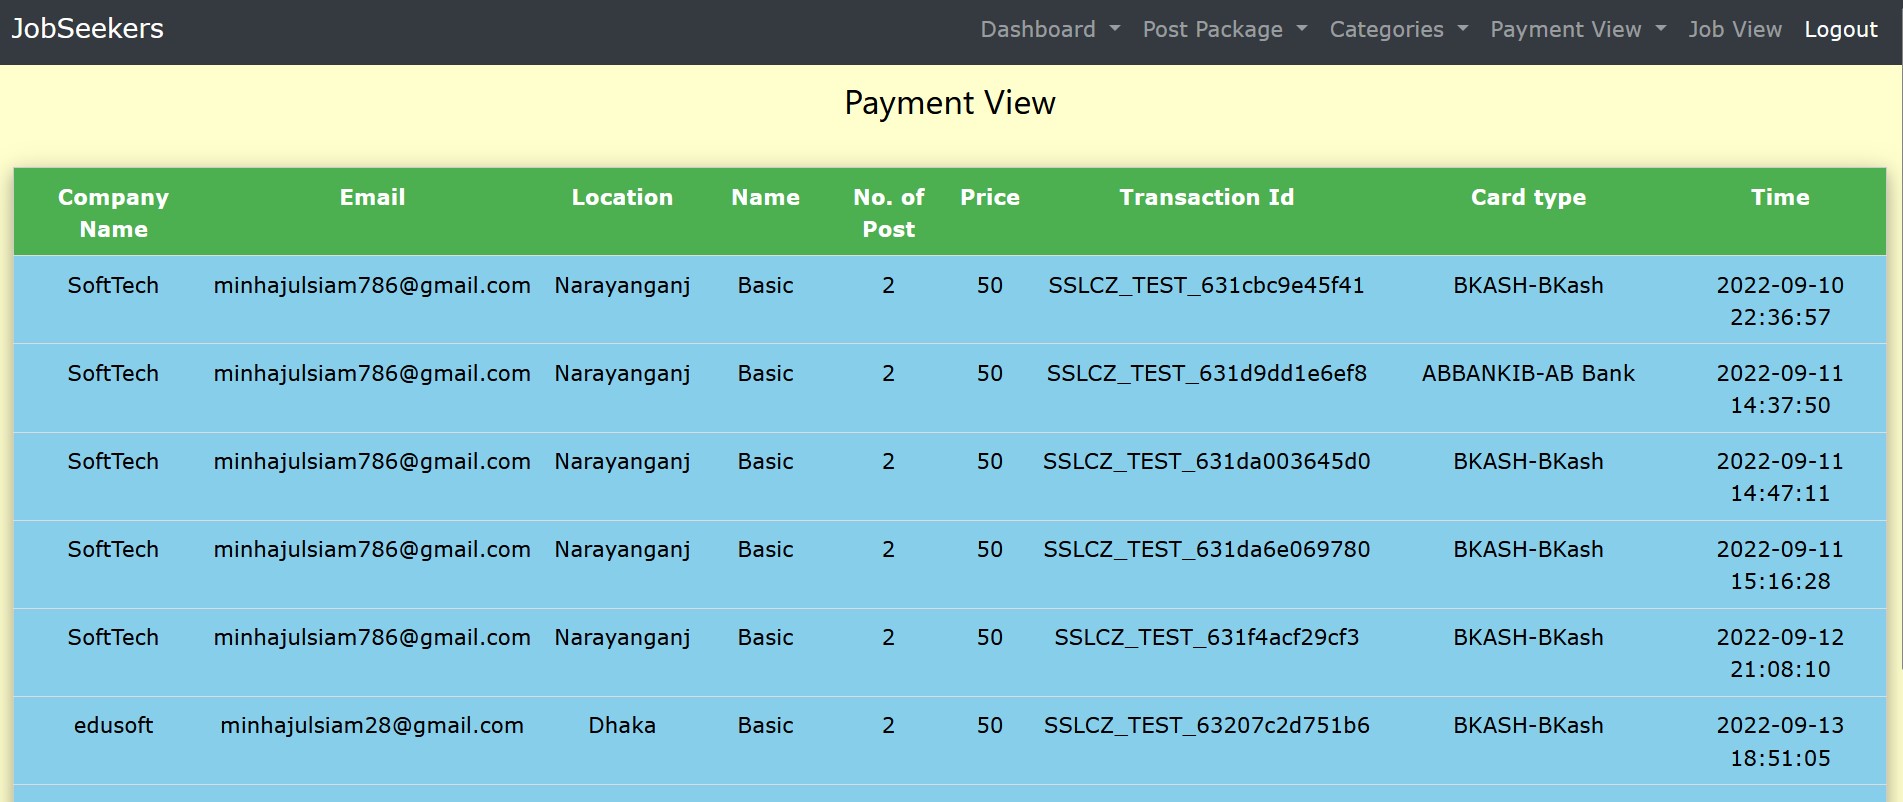 JobSeekers Dashboard Post Package Categories Payment View Job View Logout
Payment View
Company Name Email Location Name No. of Post Price Transaction Id Card type Time
SoftTech minhajulsiam786@gmail.com Narayanganj Basic 2 50 SSLCZ_TEST_631cbc9e45f41 BKASH-BKash 2022-09-10 22:36:57
SoftTech minhajulsiam786@gmail.com Narayanganj Basic 2 50 SSLCZ_TEST_631d9dd1e6ef8 ABBANKIB-AB Bank 2022-09-11 14:37:50
SoftTech minhajulsiam786@gmail.com Narayanganj Basic 2 50 SSLCZ_TEST_631da003645d0 BKASH-BKash 2022-09-11 14:47:11
SoftTech minhajulsiam786@gmail.com Narayanganj Basic 2 50 SSLCZ_TEST_631da6e069780 BKASH-BKash 2022-09-11 15:16:28
SoftTech minhajulsiam786@gmail.com Narayanganj Basic 2 50 SSLCZ_TEST_631f4acf29cf3 BKASH-BKash 2022-09-12 21:08:10
edusoft minhajulsiam28@gmail.com Dhaka Basic 2 50 SSLCZ_TEST_63207c2d751b6 BKASH-BKash 2022-09-13 18:51:05